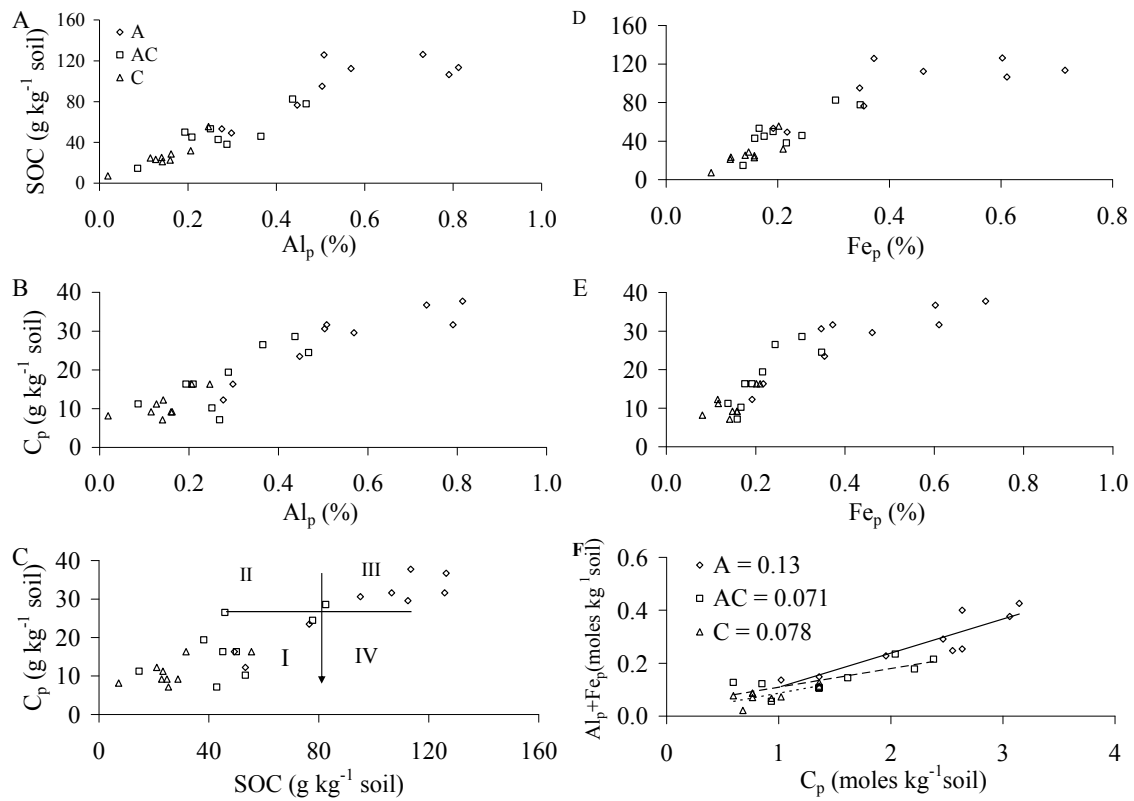 A
D
160
120
80
40
0
SOC (g kg⁻¹ soil)
A
AC
C
0.0 0.2 0.4 0.6 0.8 1.0
Alₚ (%)
160
120
80
40
0
0.0 0.2 0.4 0.6 0.8
Feₚ (%)
B
E
40
30
20
10
0
Cₚ (g kg⁻¹ soil)
0.0 0.2 0.4 0.6 0.8 1.0
Alₚ (%)
40
30
20
10
0
0.0 0.2 0.4 0.6 0.8 1.0
Feₚ (%)
C
F
40
30
20
10
0
Cₚ (g kg⁻¹ soil)
II III
I IV
0 40 80 120 160
SOC (g kg⁻¹ soil)
0.6
0.4
0.2
0.0
Alₚ+Feₚ(moles kg⁻¹soil)
A = 0.13
AC = 0.071
C = 0.078
0 1 2 3 4
Cₚ (moles kg⁻¹soil)